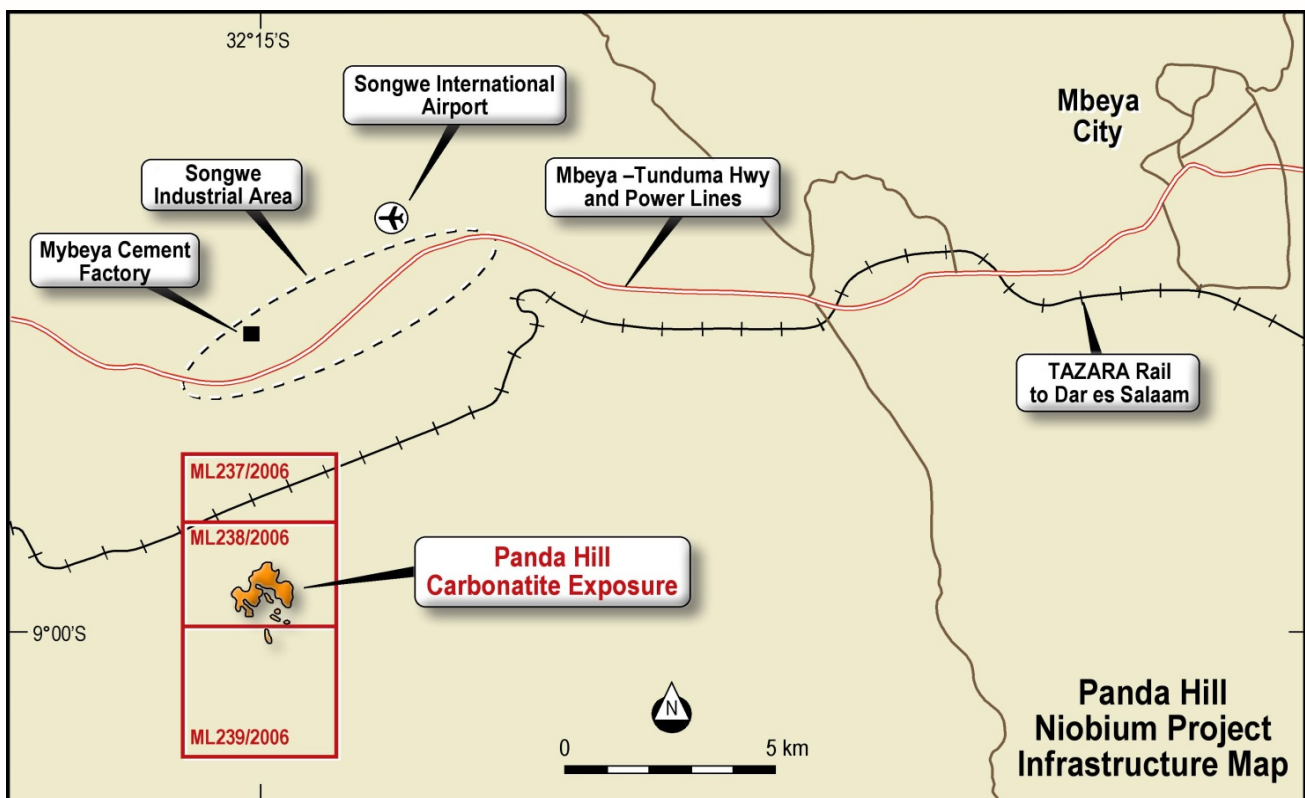 32°15'S
Songwe International
Airport
Mbeya
City
Songwe
Industrial Area
Mbeya –Tunduma Hwy
and Power Lines
Mybeya Cement
Factory
TAZARA Rail
to Dar es Salaam
ML237/2006
ML238/2006
Panda Hill
Carbonatite Exposure
9°00'S
ML239/2006
N
0 5 km
Panda Hill
Niobium Project
Infrastructure Map